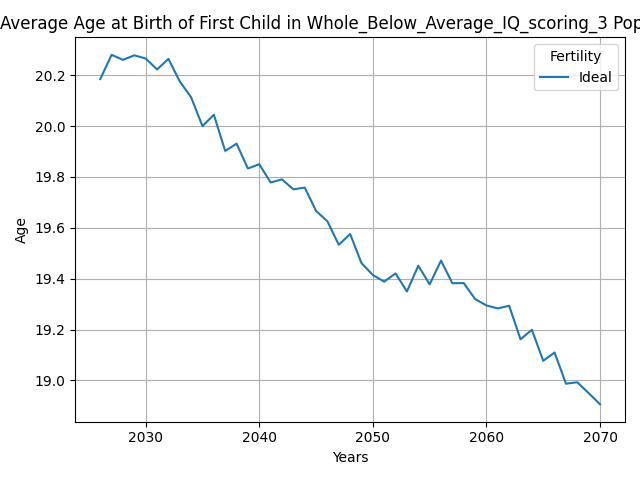 Average Age at Birth of First Child in Whole_Below_Average_IQ_scoring_3 Pop
Fertility
Ideal
20.2
20.0
19.8
19.6
19.4
19.2
19.0
Age
2030 2040 2050 2060 2070
Years